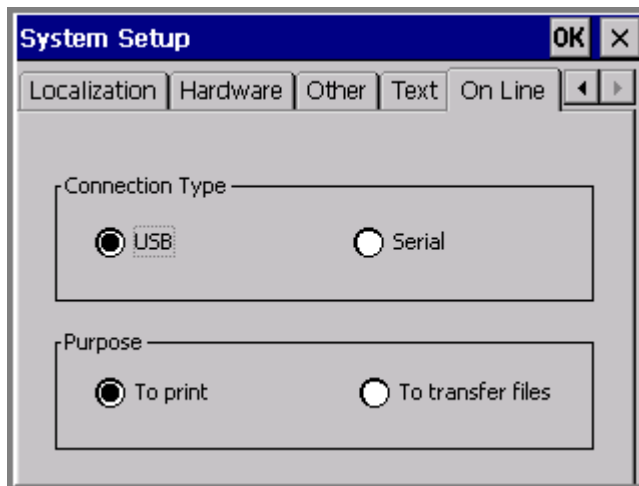 System Setup OK ×
Localization Hardware Other Text On Line
Connection Type
USB Serial
Purpose
To print To transfer files